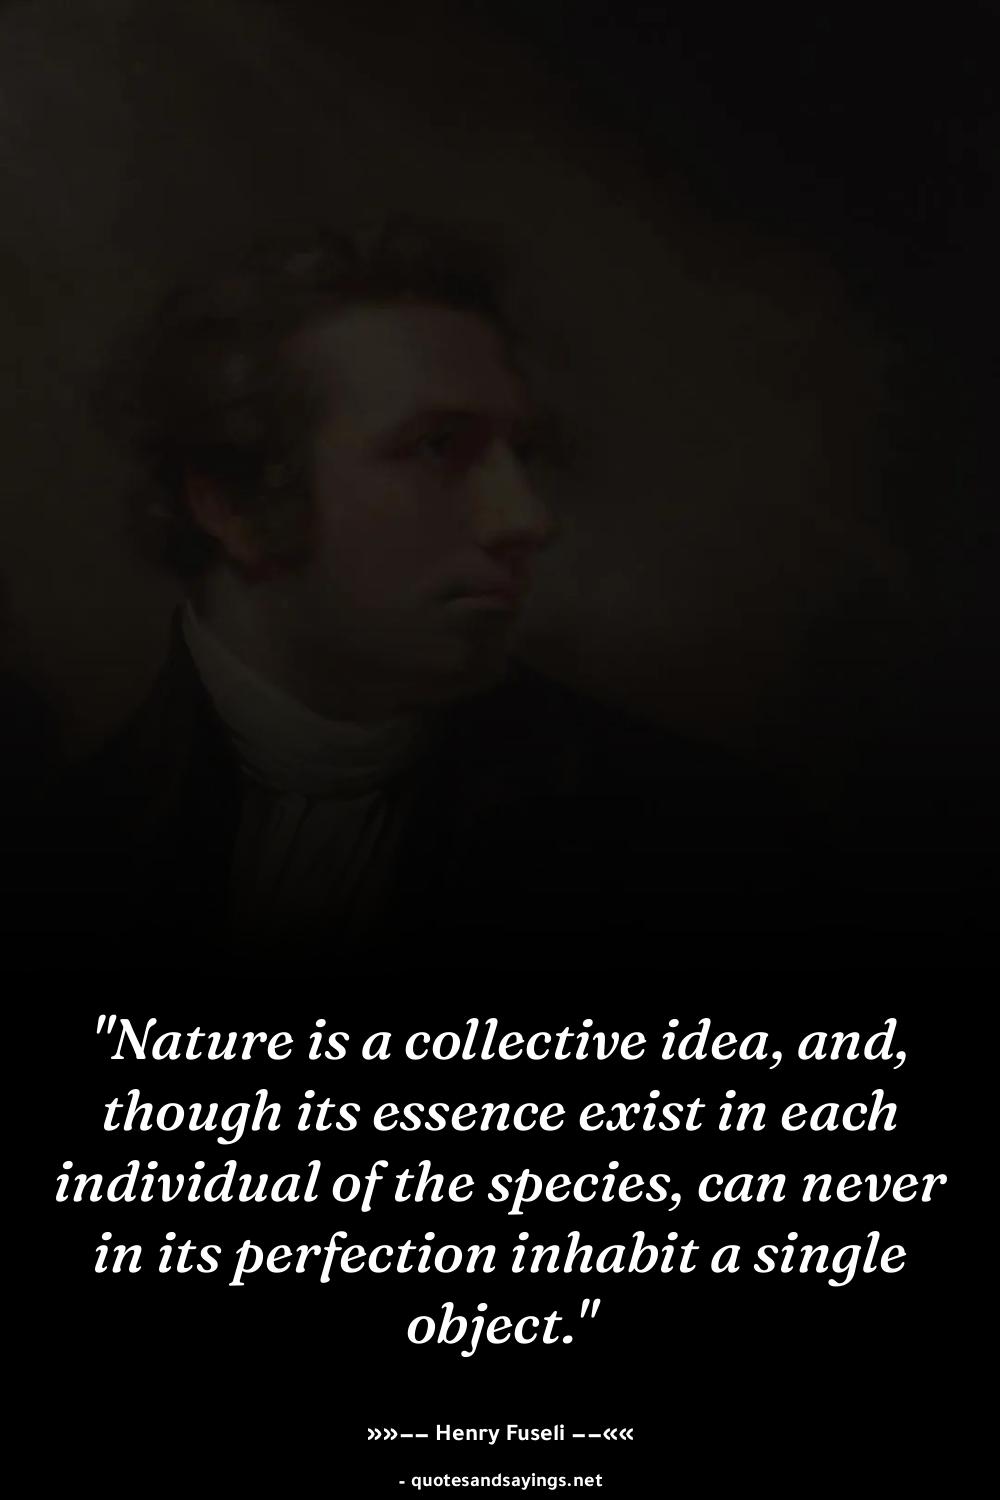 "Nature is a collective idea, and,
though its essence exist in each
individual of the species, can never
in its perfection inhabit a single
object."
»»–– Henry Fuseli ––««
- quotesandsayings.net